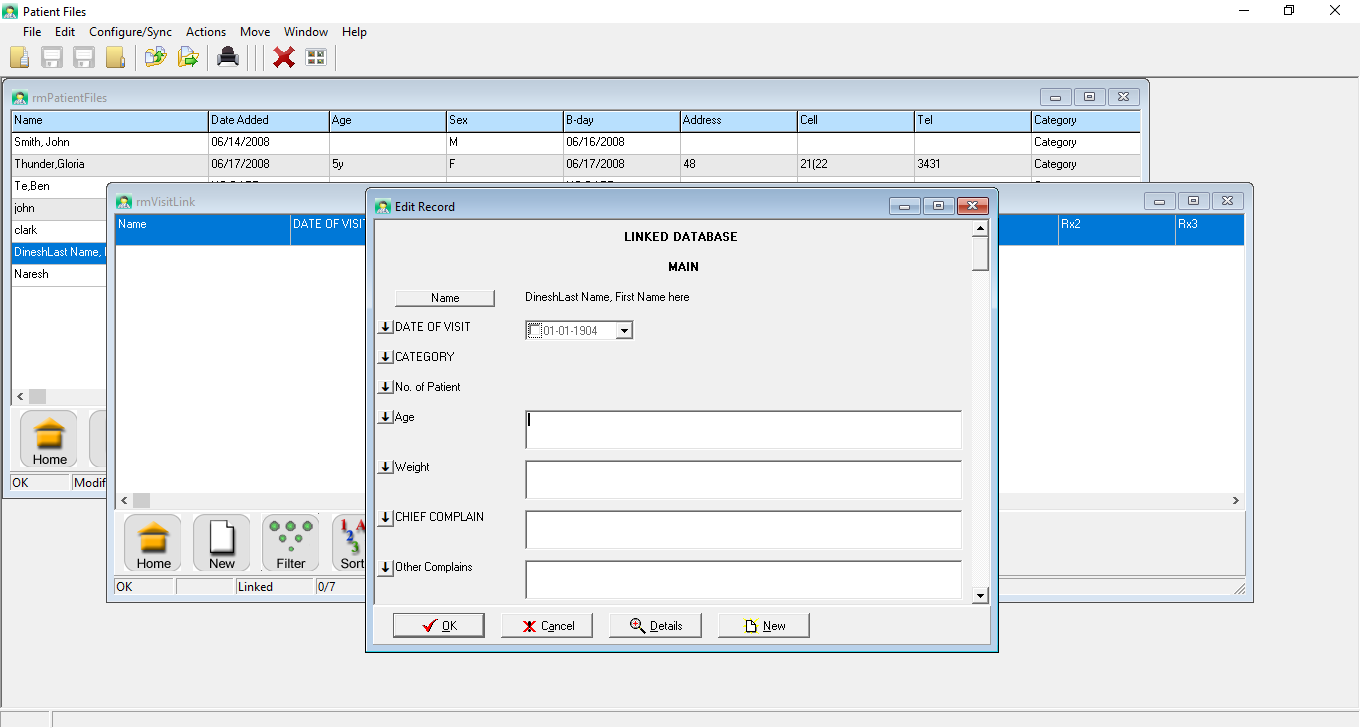 Patient Files
File Edit Configure/Sync Actions Move Window Help
rmPatientFiles
Name Date Added Age Sex B-day Address Cell Tel Category
Smith, John 06/14/2008 M 06/16/2008 Category
Thunder,Gloria 06/17/2008 5y F 06/17/2008 48 21(22 3431 Category
Te,Ben
john
clark
DineshLast Name,
Naresh
Home
OK Modif
rmVisitLink
Name DATE OF VISIT Rx2 Rx3
Home New Filter Sort
OK Linked 0/7
Edit Record
LINKED DATABASE
MAIN
Name DineshLast Name, First Name here
DATE OF VISIT 01-01-1904
CATEGORY
No. of Patient
Age
Weight
CHIEF COMPLAIN
Other Complains
OK Cancel Details New